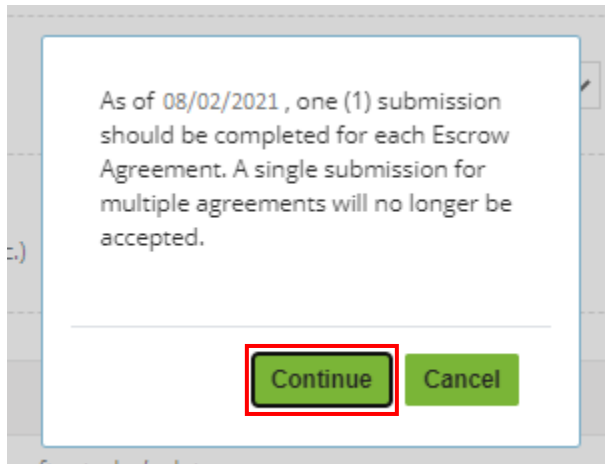 As of 08/02/2021 , one (1) submission
should be completed for each Escrow
Agreement. A single submission for
multiple agreements will no longer be
accepted.
c.)
Continue Cancel